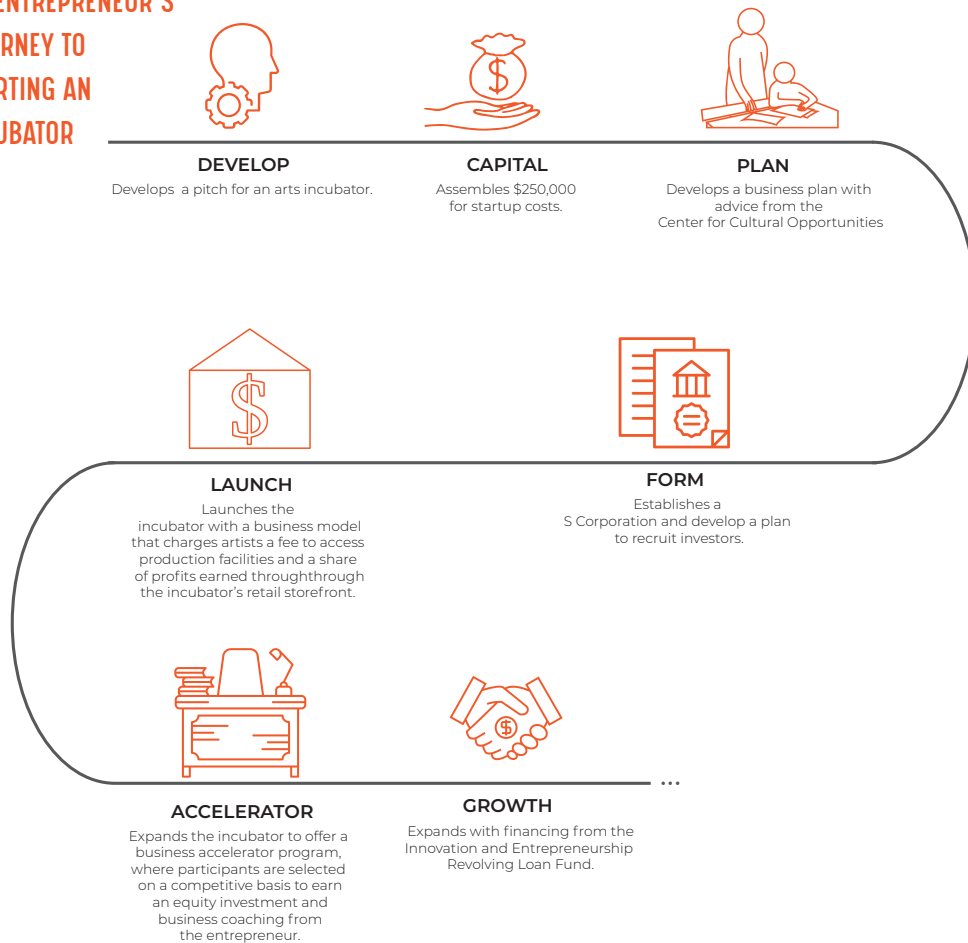 ENTREPRENEUR'S
RNEY TO
RTING AN
UBATOR
DEVELOP
Develops a pitch for an arts incubator.
CAPITAL
Assembles $250,000
for startup costs.
PLAN
Develops a business plan with
advice from the
Center for Cultural Opportunities
LAUNCH
Launches the
incubator with a business model
that charges artists a fee to access
production facilities and a share
of profits earned throughthrough
the incubator’s retail storefront.
FORM
Establishes a
S Corporation and develop a plan
to recruit investors.
ACCELERATOR
Expands the incubator to offer a
business accelerator program,
where participants are selected
on a competitive basis to earn
an equity investment and
business coaching from
the entrepreneur.
GROWTH
Expands with financing from the
Innovation and Entrepreneurship
Revolving Loan Fund.
...